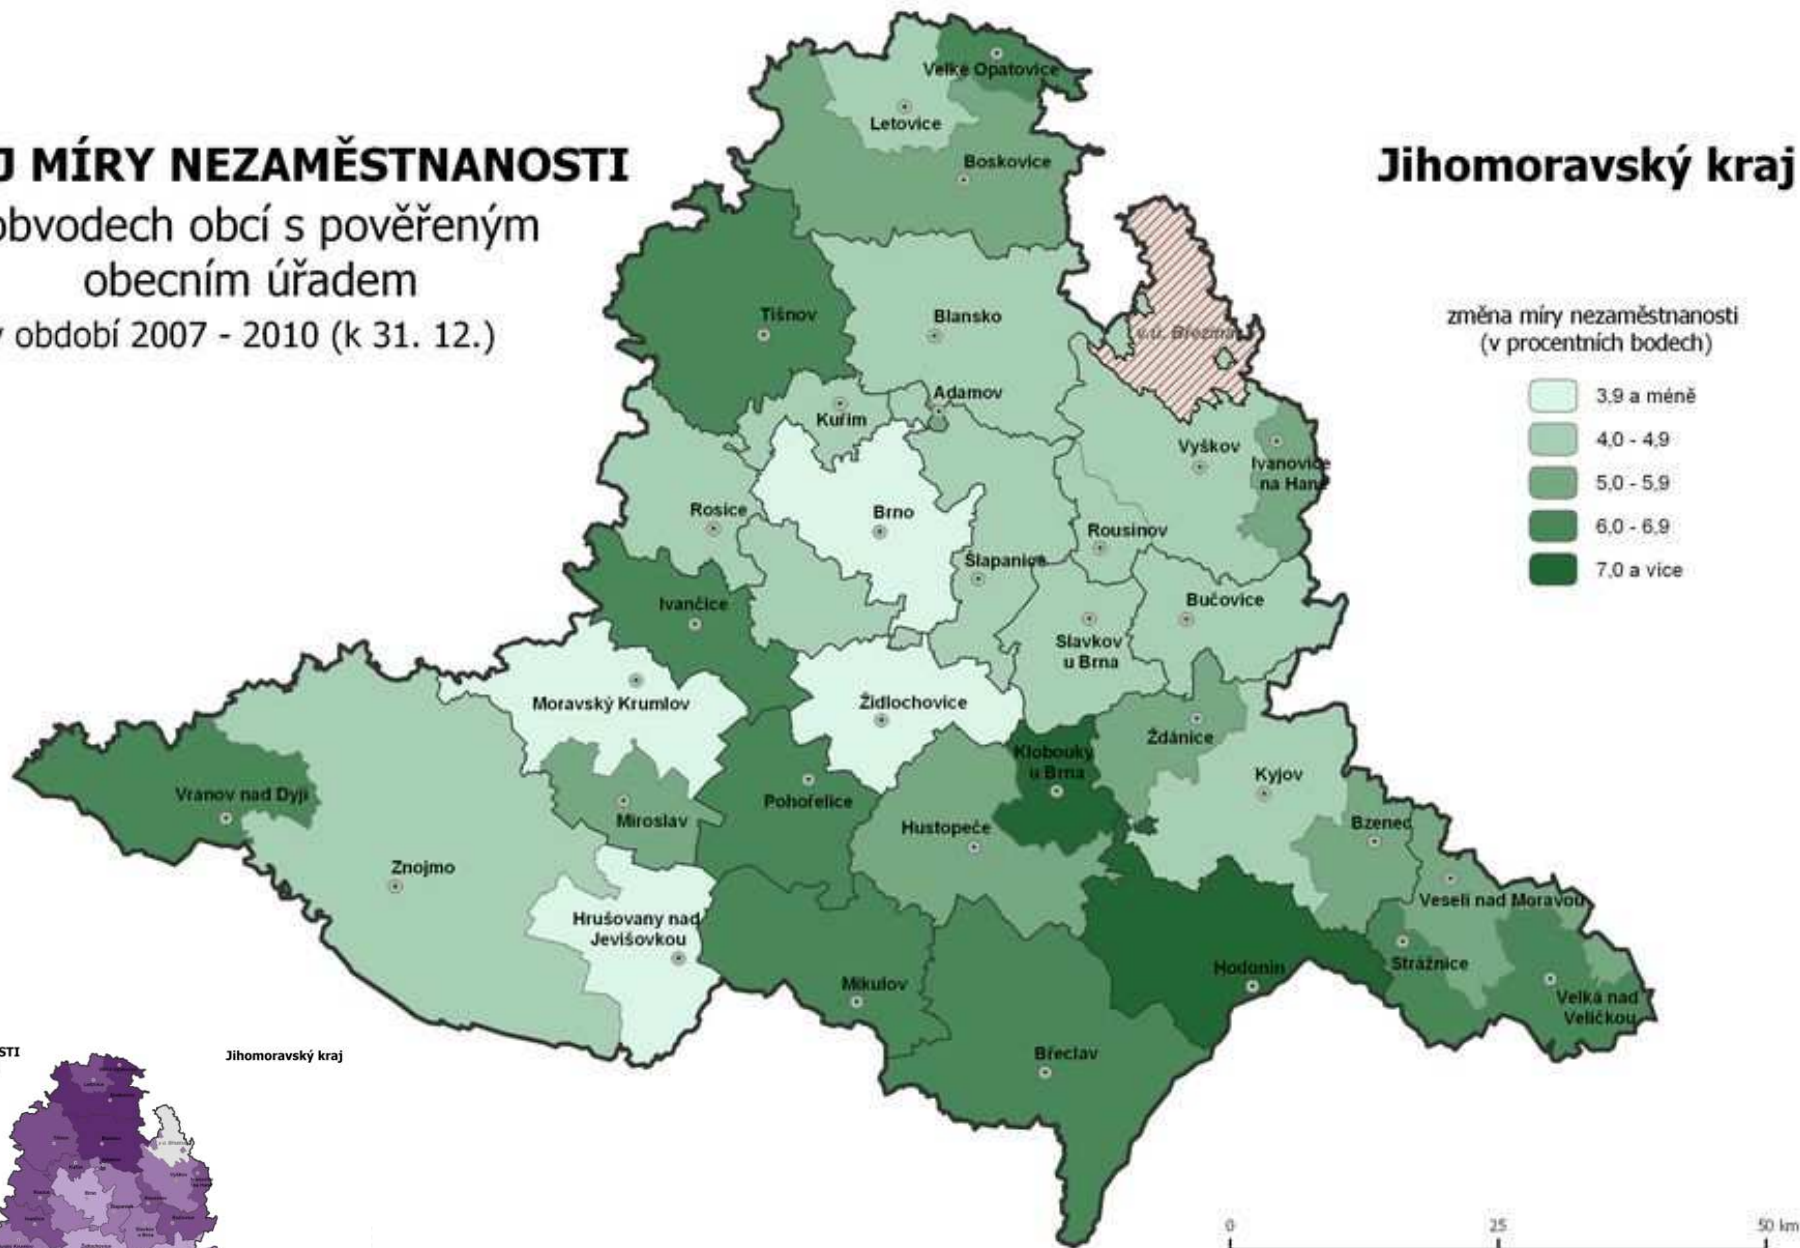 J MÍRY NEZAMĚSTNANOSTI
obvodech obcí s pověřeným
obecním úřadem
v období 2007 - 2010 (k 31. 12.)
Jihomoravský kraj
změna míry nezaměstnanosti
(v procentních bodech)
3,9 a méně
4,0 - 4,9
5,0 - 5,9
6,0 - 6,9
7,0 a více
Velké Opatovice
Letovice
Boskovice
Tišnov
Blansko
v.ú. Březina
Adamov
Kuřim
Vyškov
Ivanovice
na Hané
Rosice
Brno
Rousínov
Šlapanice
Ivančice
Bučovice
Slavkov
u Brna
Moravský Krumlov
Židlochovice
Ždánice
Klobouky
u Brna
Kyjov
Vranov nad Dyjí
Pohořelice
Miroslav
Hustopeče
Bzenec
Znojmo
Veselí nad Moravou
Hrušovany nad
Jevišovkou
Strážnice
Hodonín
Mikulov
Velká nad
Veličkou
Břeclav
STI
Jihomoravský kraj
0 25 50 km